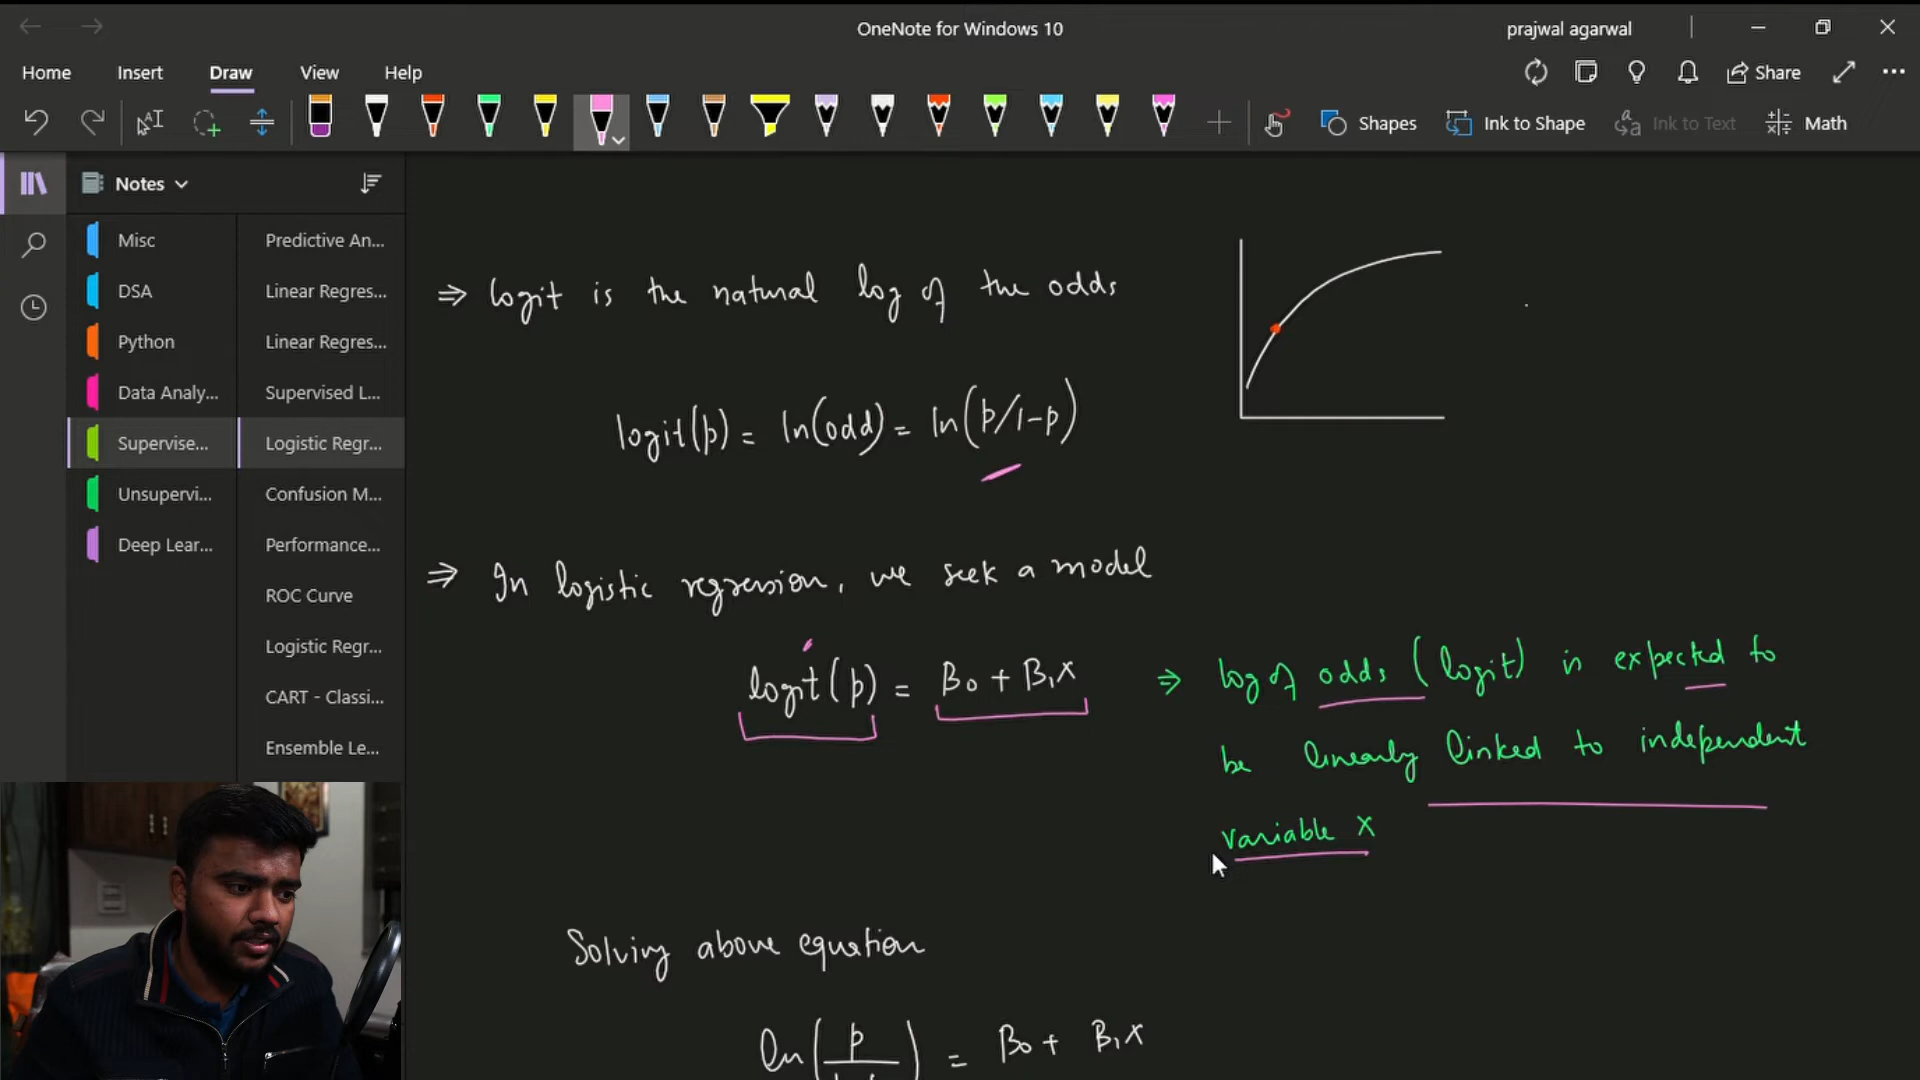 OneNote for Windows 10
prajwal agarwal
Home Insert Draw View Help
Share
Shapes Ink to Shape Ink to Text Math
Notes
Misc
DSA
Python
Data Analy...
Supervise...
Unsupervi...
Deep Lear...
Predictive An...
Linear Regres...
Linear Regres...
Supervised L...
Logistic Regr...
Confusion M...
Performance...
ROC Curve
Logistic Regr...
CART - Classi...
Ensemble Le...
⇒ logit is the natural log of the odds
logit(p) = ln(odd) = ln(p/1-p)
⇒ In logistic regression, we seek a model
logit(p) = B₀ + B₁x
⇒ log of odds (logit) is expected to
be linearly linked to independent
variable x
Solving above equation
ln(p = B₀ + B₁x